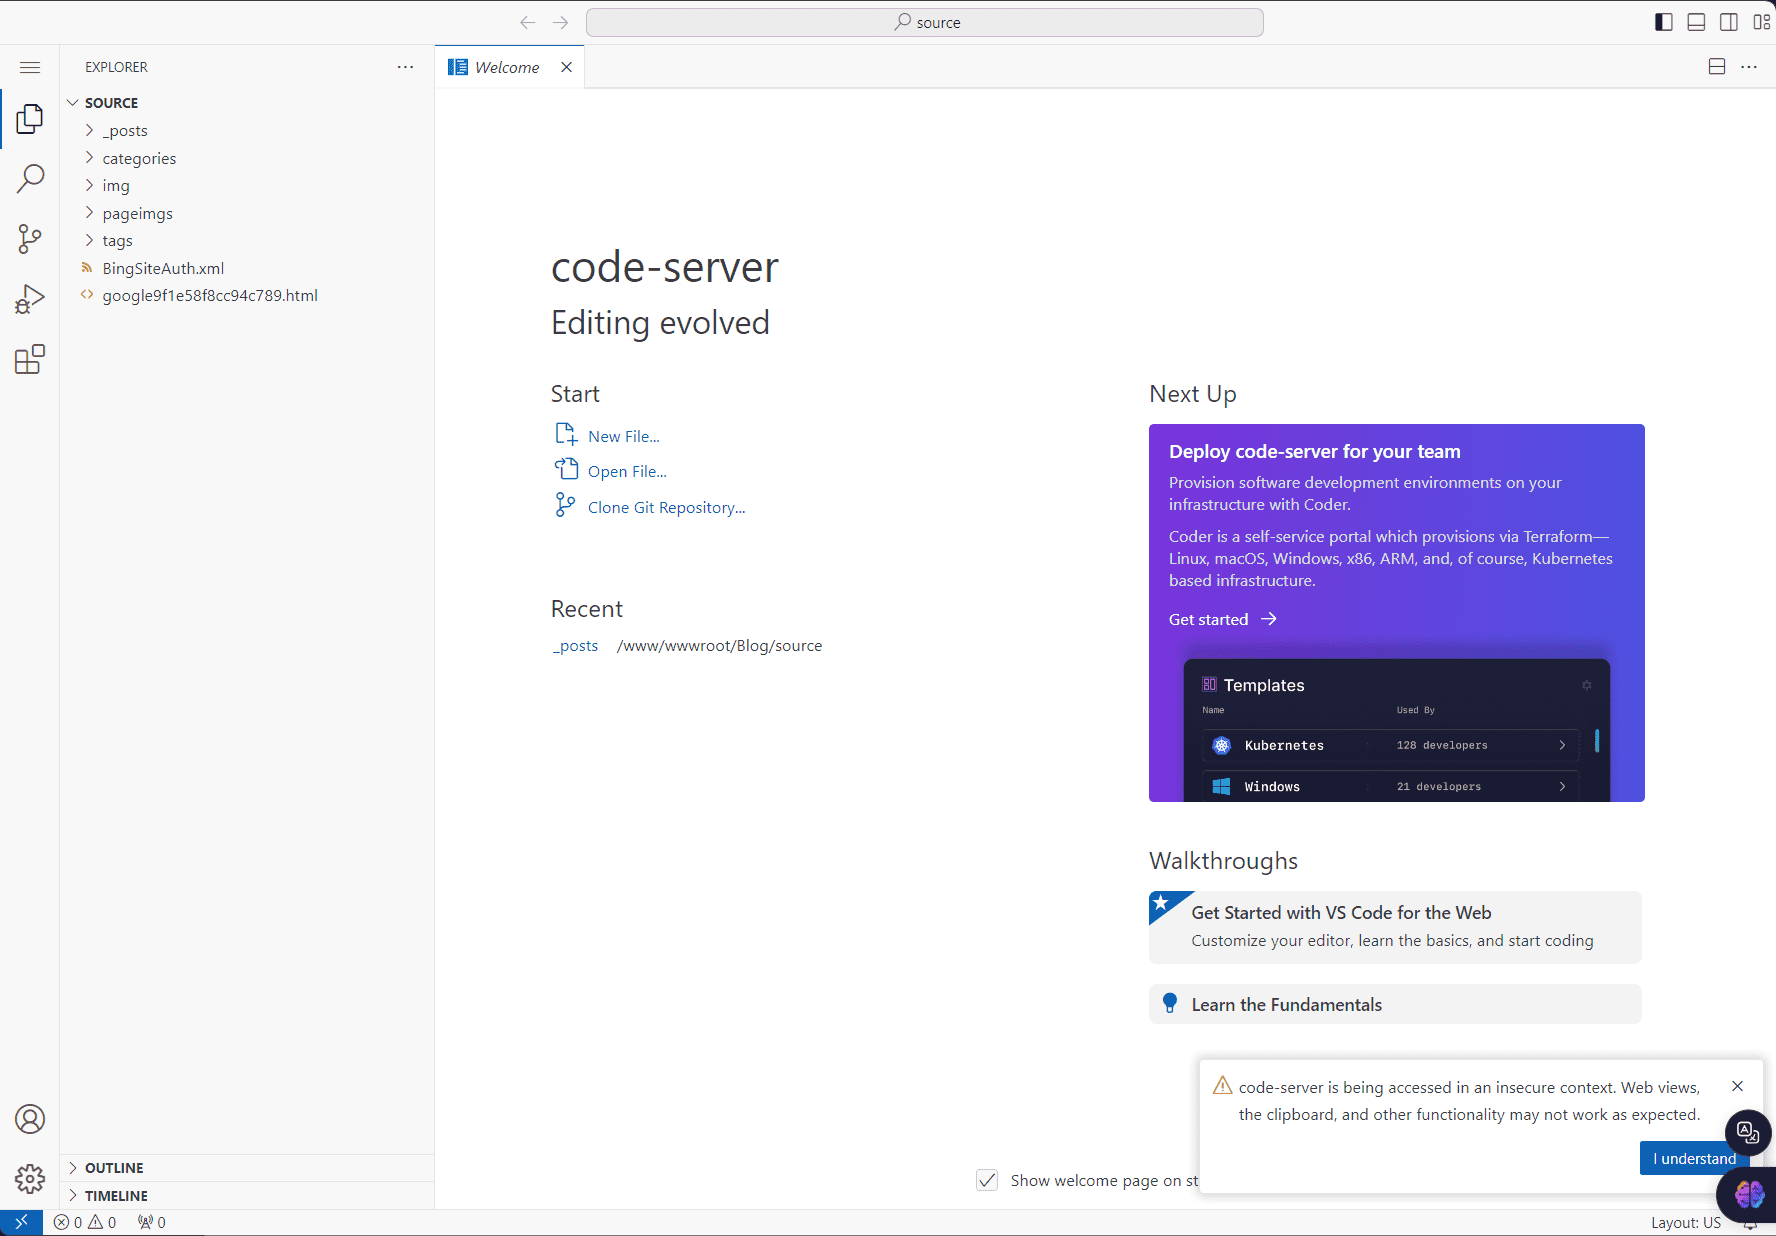 source
EXPLORER
Welcome
SOURCE
_posts
categories
img
pageimgs
tags
BingSiteAuth.xml
google9f1e58f8cc94c789.html
code-server
Editing evolved
Start
New File...
Open File...
Clone Git Repository...
Recent
_posts /www/wwwroot/Blog/source
Next Up
Deploy code-server for your team
Provision software development environments on your
infrastructure with Coder.
Coder is a self-service portal which provisions via Terraform—
Linux, macOS, Windows, x86, ARM, and, of course, Kubernetes
based infrastructure.
Get started
Templates
Name Used By
Kubernetes 128 developers
Windows 21 developers
Walkthroughs
Get Started with VS Code for the Web
Customize your editor, learn the basics, and start coding
Learn the Fundamentals
code-server is being accessed in an insecure context. Web views,
the clipboard, and other functionality may not work as expected.
I understand
Show welcome page on st
OUTLINE
TIMELINE
0 0 0
Layout: US